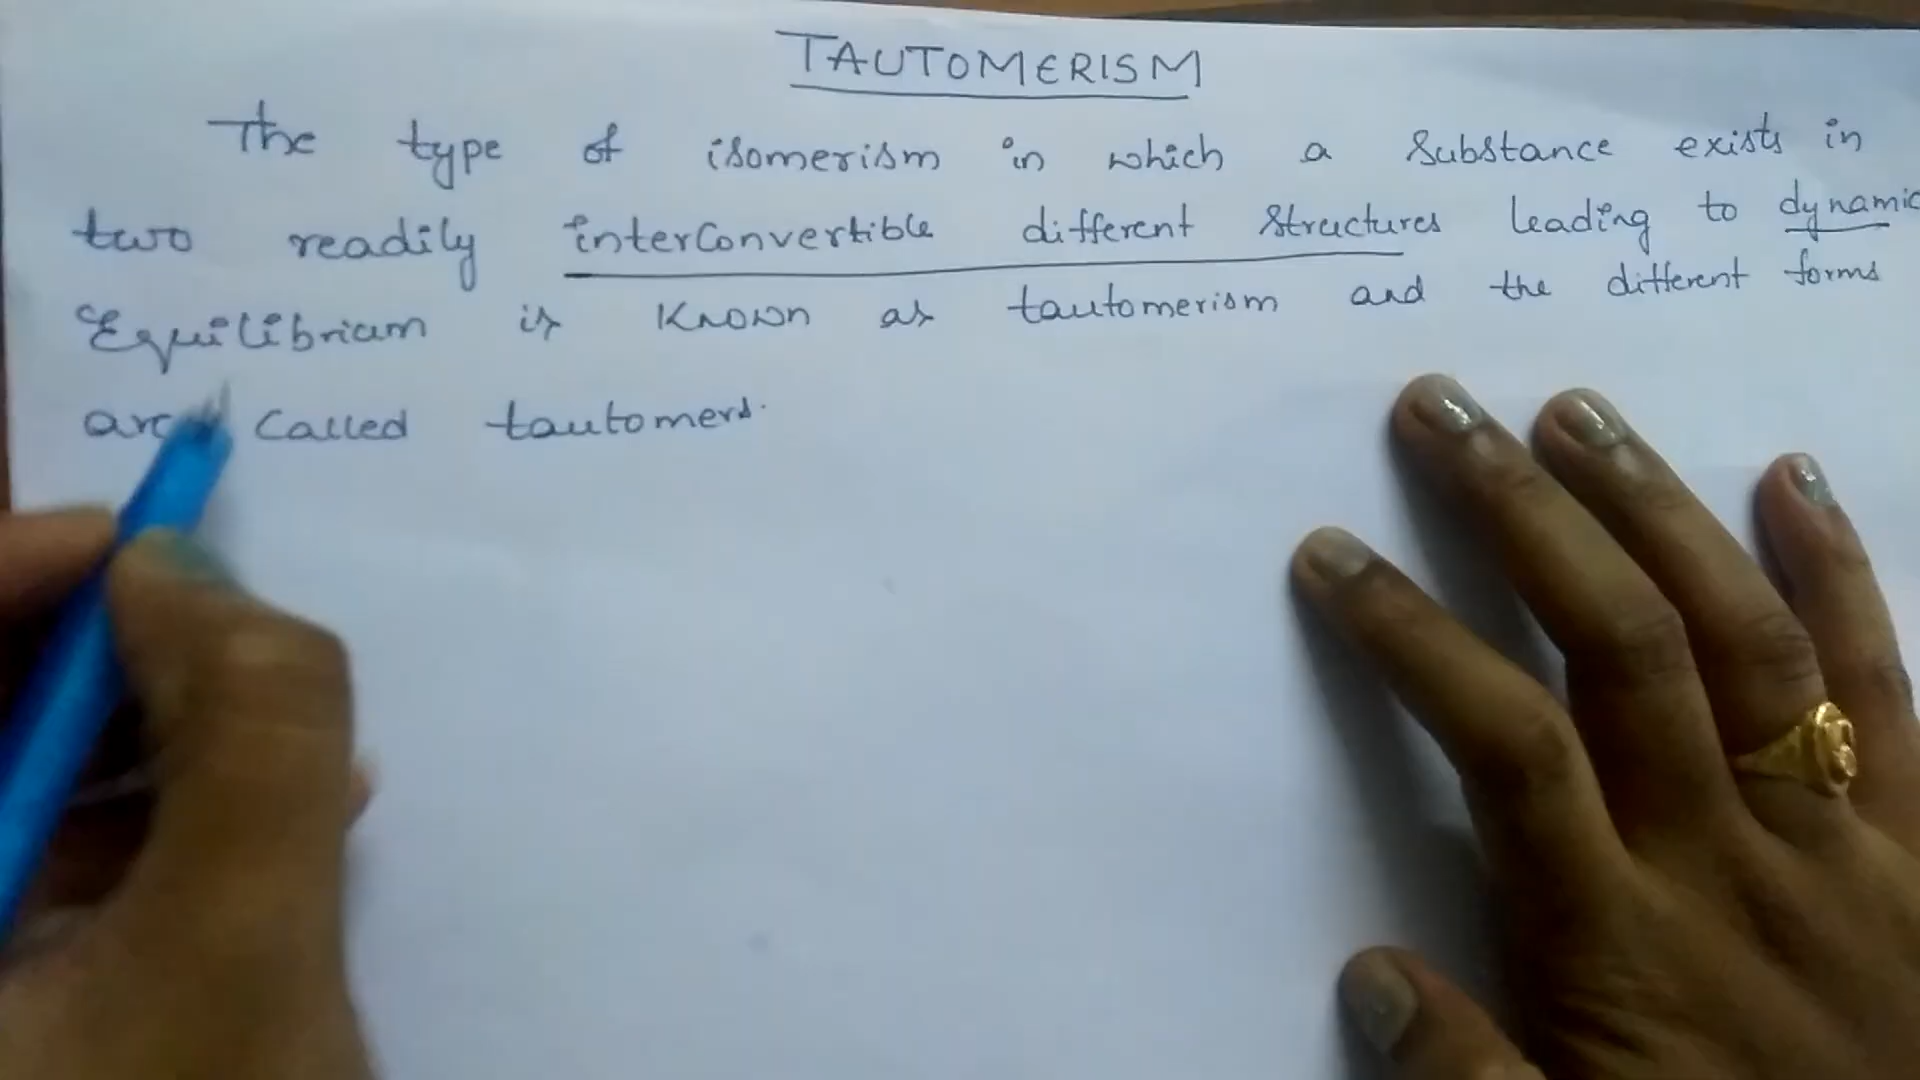 TAUTOMERISM
The type of isomerism in which a Substance exists in
two readily interconvertible different structures leading to dynamic
Equilibrium is known as tautomerism and the different forms
are called tautomers.